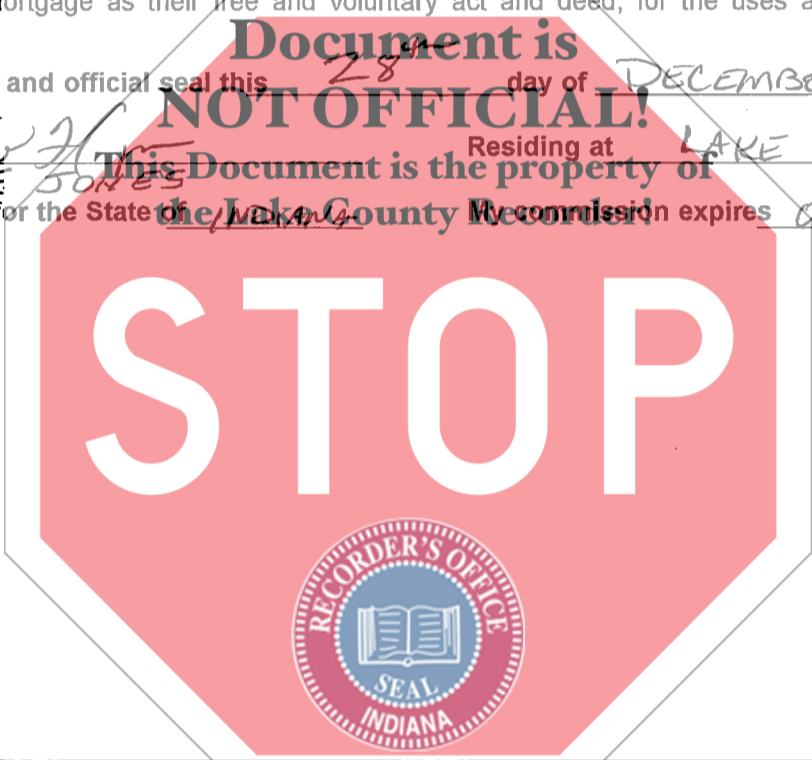 mortgage as their free and voluntary act and deed, for the uses a
Document is
and official seal this 28th day of DECEMBE
NOT OFFICIAL!
Residing at LAKE
This Document is the property of
JONES
or the State of INDIANA My commission expires
the Lake County Recorder!
STOP
RECORDER'S OFFICE
SEAL
INDIANA